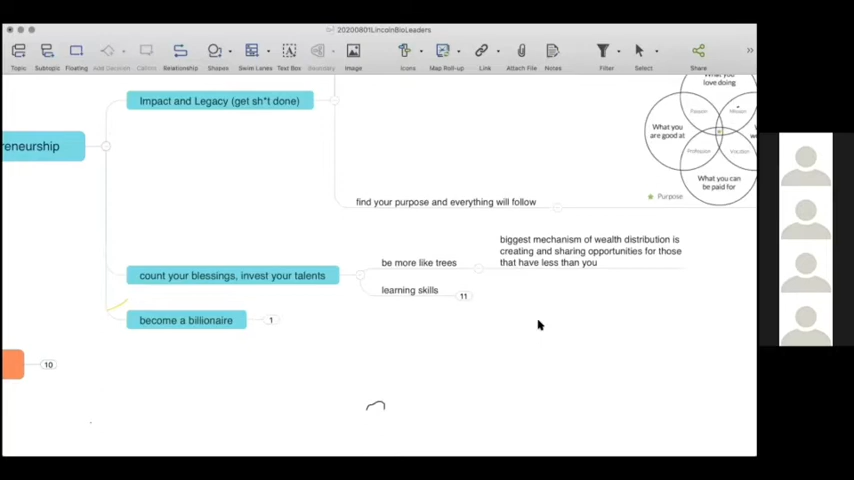 20200801LincolnBioLeaders
Topic Subtopic Floating Add Decision Callout Relationship Shapes Swim Lanes Text Box Boundary Image Icons Map Roll-up Link Attach File Notes Filter Select Share
Impact and Legacy (get sh*t done)
What you
love doing
Passion
Mission
What you
are good at
reneurship
Profession
Vocation
What you can
be paid for
Purpose
find your purpose and everything will follow
biggest mechanism of wealth distribution is
creating and sharing opportunities for those
that have less than you
be more like trees
count your blessings, invest your talents
learning skills
11
become a billionaire
1
10